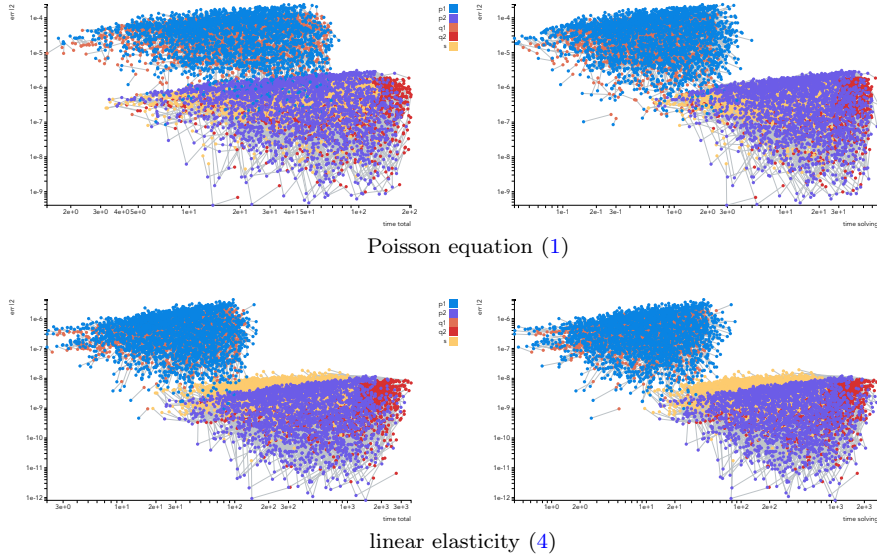 err l2
1e-4
1e-5
1e-6
1e-7
1e-8
1e-9
2e+0 3e+0 4e+0 5e+0 1e+1 2e+1 3e+1 4e+1 5e+1 1e+2 2e+2
time total
p1
p2
q1
q2
s
err l2
1e-4
1e-5
1e-6
1e-7
1e-8
1e-9
1e-1 2e-1 3e-1 1e+0 2e+0 3e+0 1e+1 2e+1 3e+1
time solving
Poisson equation (1)
err l2
1e-6
1e-7
1e-8
1e-9
1e-10
1e-11
1e-12
3e+0 1e+1 2e+1 3e+1 1e+2 2e+2 3e+2 1e+3 2e+3 3e+3
time total
p1
p2
q1
q2
s
err l2
1e-6
1e-7
1e-8
1e-9
1e-10
1e-11
1e-12
1e+0 2e+0 3e+0 1e+1 2e+1 3e+1 1e+2 2e+2 3e+2 1e+3 2e+3
time solving
linear elasticity (4)